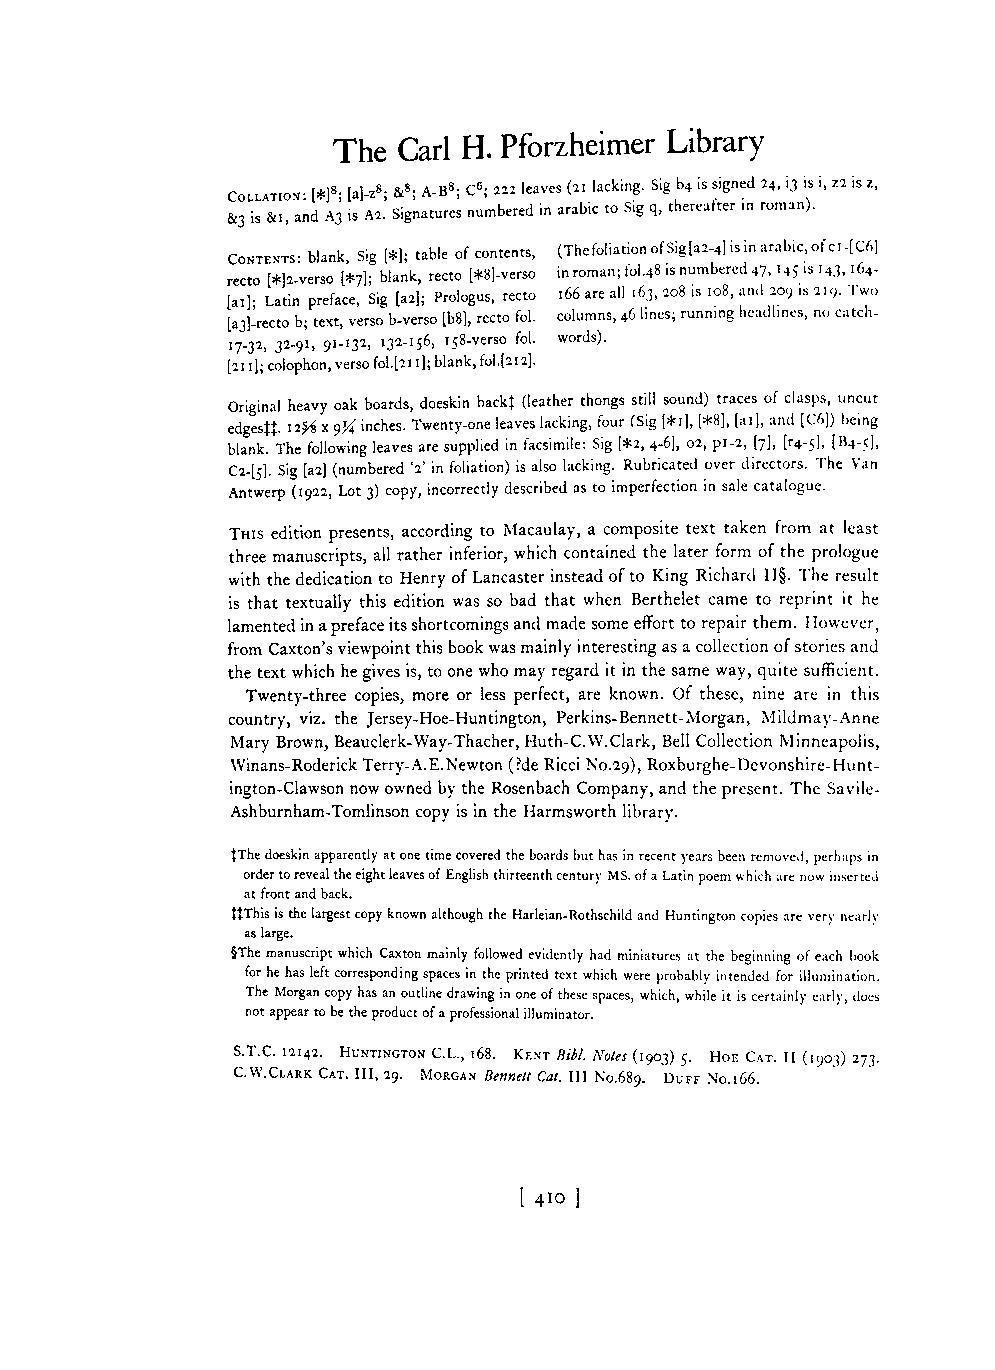 The Carl H. Pforzheimer Library
COLLATION: [*]8; [a]-z8; &8; A-B8; C6; 222 leaves (21 lacking. Sig b4 is signed 24, i3 is i, z2 is z,
&3 is &1, and A3 is A2. Signatures numbered in arabic to Sig q, thereafter in roman).
CONTENTS: blank, Sig [*]; table of contents,
recto [*]2-verso [*7]; blank, recto [*8]-verso
[a1]; Latin preface, Sig [a2]; Prologus, recto
[a3]-recto b; text, verso b-verso [b8], recto fol.
17-32, 32-91, 91-132, 132-156, 158-verso fol.
[211]; colophon, verso fol.[211]; blank, fol.[212].
(The foliation of Sig[a2-4] is in arabic, of c1-[C6]
in roman; fol.48 is numbered 47, 145 is 143, 164-
166 are all 163, 208 is 108, and 209 is 219. Two
columns, 46 lines; running headlines, no catch-
words).
Original heavy oak boards, doeskin back‡ (leather thongs still sound) traces of clasps, uncut
edges‡‡. 12⅝ x 9¼ inches. Twenty-one leaves lacking, four (Sig [*1], [*8], [a1], and [C6]) being
blank. The following leaves are supplied in facsimile: Sig [*2, 4-6], o2, p1-2, [7], [r4-5], [B4-5],
C2-[5]. Sig [a2] (numbered '2' in foliation) is also lacking. Rubricated over directors. The Van
Antwerp (1922, Lot 3) copy, incorrectly described as to imperfection in sale catalogue.
THIS edition presents, according to Macaulay, a composite text taken from at least
three manuscripts, all rather inferior, which contained the later form of the prologue
with the dedication to Henry of Lancaster instead of to King Richard II§. The result
is that textually this edition was so bad that when Berthelet came to reprint it he
lamented in a preface its shortcomings and made some effort to repair them. However,
from Caxton's viewpoint this book was mainly interesting as a collection of stories and
the text which he gives is, to one who may regard it in the same way, quite sufficient.
Twenty-three copies, more or less perfect, are known. Of these, nine are in this
country, viz. the Jersey-Hoe-Huntington, Perkins-Bennett-Morgan, Mildmay-Anne
Mary Brown, Beauclerk-Way-Thacher, Huth-C.W.Clark, Bell Collection Minneapolis,
Winans-Roderick Terry-A.E.Newton (?de Ricci No.29), Roxburghe-Devonshire-Hunt-
ington-Clawson now owned by the Rosenbach Company, and the present. The Savile-
Ashburnham-Tomlinson copy is in the Harmsworth library.
‡The doeskin apparently at one time covered the boards but has in recent years been removed, perhaps in
order to reveal the eight leaves of English thirteenth century MS. of a Latin poem which are now inserted
at front and back.
‡‡This is the largest copy known although the Harleian-Rothschild and Huntington copies are very nearly
as large.
§The manuscript which Caxton mainly followed evidently had miniatures at the beginning of each book
for he has left corresponding spaces in the printed text which were probably intended for illumination.
The Morgan copy has an outline drawing in one of these spaces, which, while it is certainly early, does
not appear to be the product of a professional illuminator.
S.T.C. 12142. HUNTINGTON C.L., 168. KENT Bibl. Notes (1903) 5. HOE CAT. II (1903) 273.
C.W.CLARK CAT. III, 29. MORGAN Bennett Cat. III No.689. DUFF No.166.
[ 410 ]